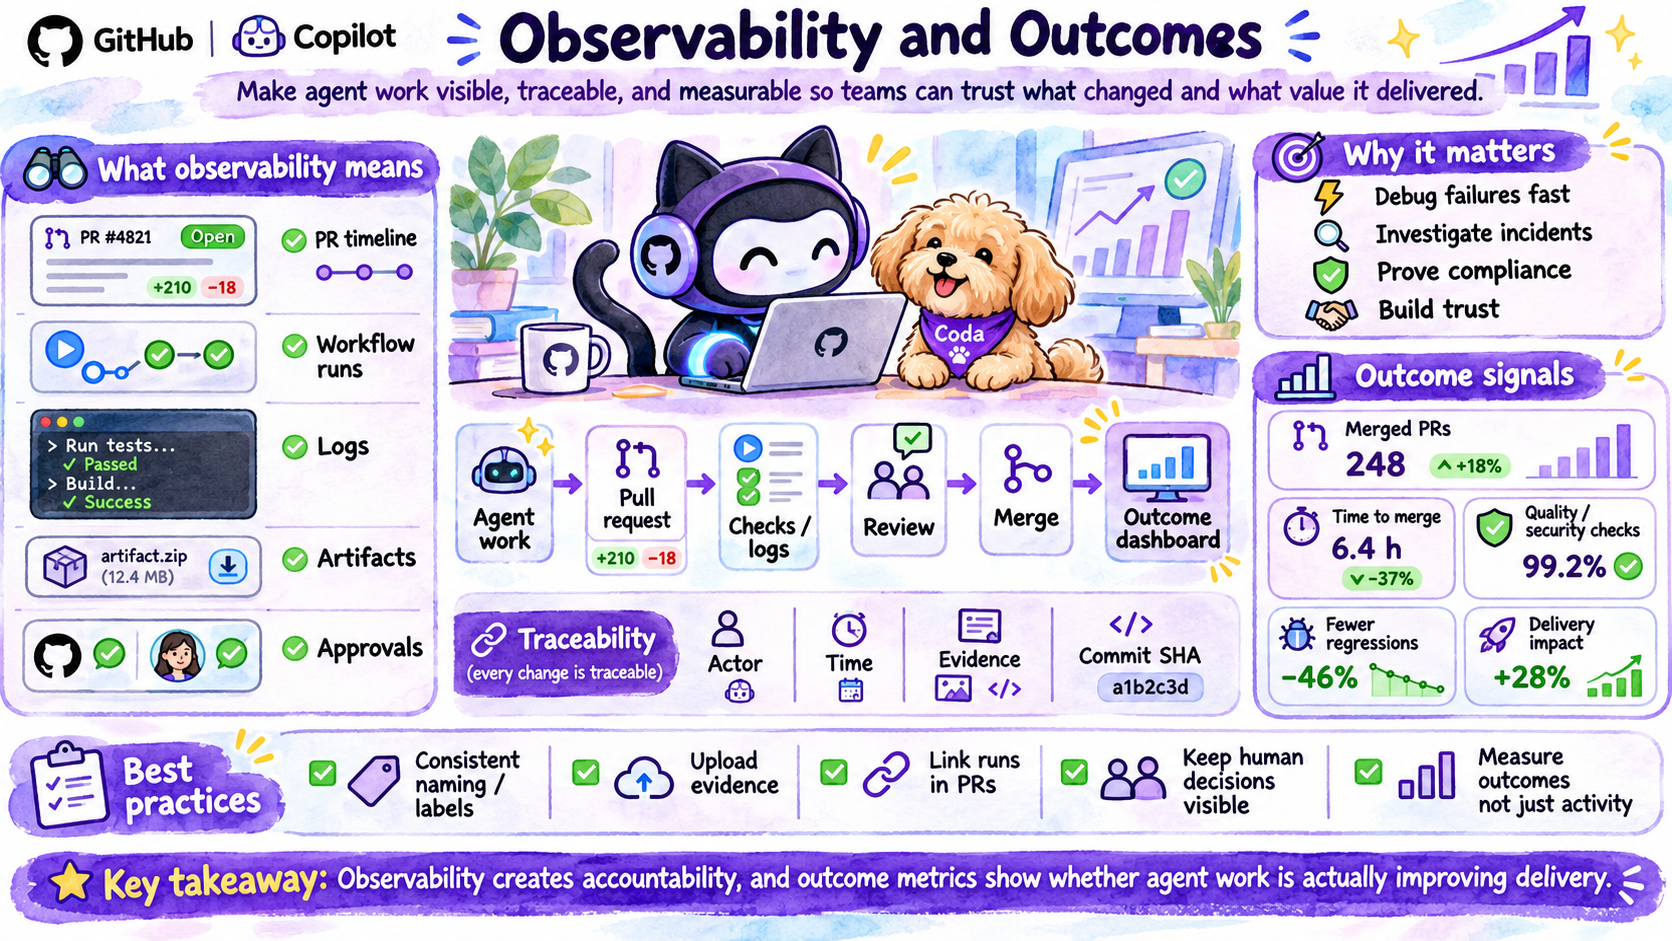 GitHub
Copilot
Observability and Outcomes
Make agent work visible, traceable, and measurable so teams can trust what changed and what value it delivered.
What observability means
PR #4821
Open
+210 -18
PR timeline
Workflow
runs
> Run tests...
✓ Passed
> Build...
✓ Success
Logs
artifact.zip
(12.4 MB)
Artifacts
Approvals
Coda
Agent
work
Pull
request
+210 -18
Checks /
logs
Review
Merge
Outcome
dashboard
Traceability
(every change is traceable)
Actor
Time
Evidence
</>
</>
Commit SHA
a1b2c3d
Why it matters
Debug failures fast
Investigate incidents
Prove compliance
Build trust
Outcome signals
Merged PRs
248
+18%
Time to merge
6.4 h
-37%
Quality /
security checks
99.2%
Fewer
regressions
-46%
Delivery
impact
+28%
Best
practices
Consistent
naming /
labels
Upload
evidence
Link runs
in PRs
Keep human
decisions
visible
Measure
outcomes
not just activity
Key takeaway: Observability creates accountability, and outcome metrics show whether agent work is actually improving delivery.